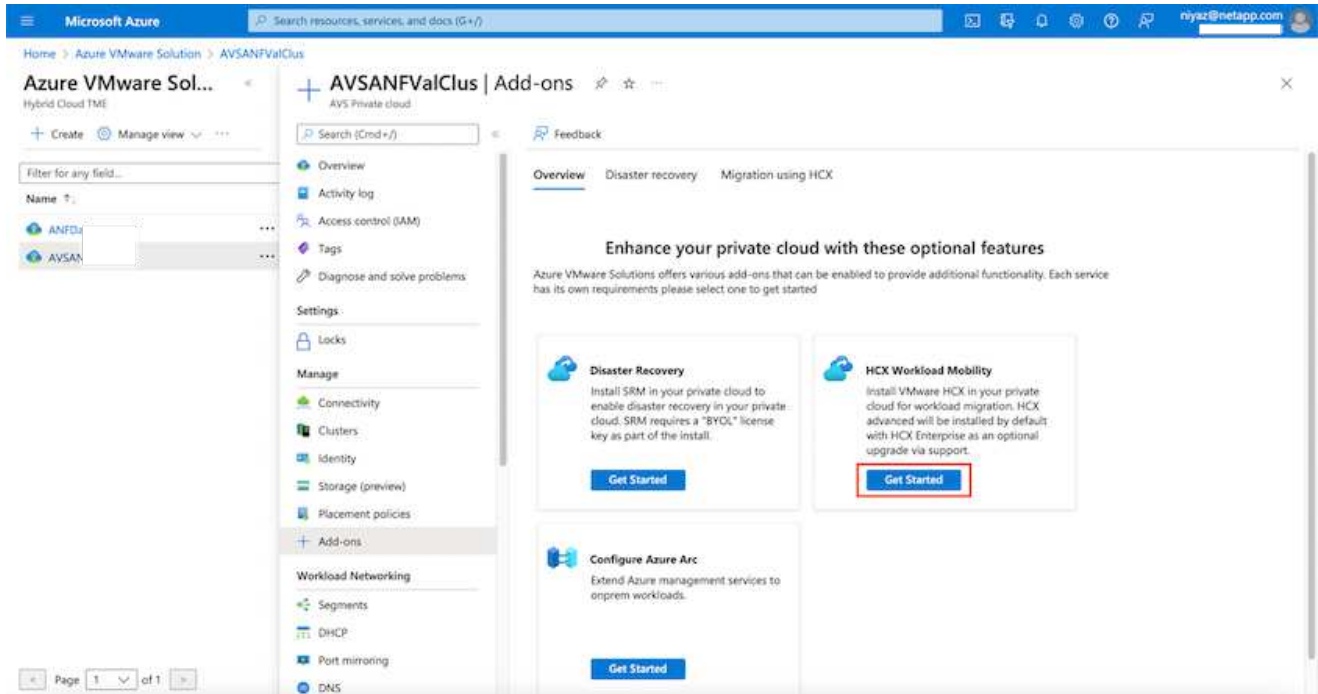 Microsoft Azure
Search resources, services, and docs (G+/)
niyaz@netapp.com
Home > Azure VMware Solution > AVSANFValClus
Azure VMware Sol...
Hybrid Cloud TME
+ Create
Manage view
Filter for any field...
Name ↑↓
ANFDa
AVSAN
Page 1 of 1
AVSANFValClus | Add-ons
AVS Private cloud
Search (Cmd+/)
Overview
Activity log
Access control (IAM)
Tags
Diagnose and solve problems
Settings
Locks
Manage
Connectivity
Clusters
Identity
Storage (preview)
Placement policies
Add-ons
Workload Networking
Segments
DHCP
Port mirroring
DNS
Feedback
Overview Disaster recovery Migration using HCX
Enhance your private cloud with these optional features
Azure VMware Solutions offers various add-ons that can be enabled to provide additional functionality. Each service
has its own requirements please select one to get started
Disaster Recovery
Install SRM in your private cloud to
enable disaster recovery in your private
cloud. SRM requires a "BYOL" license
key as part of the install.
Get Started
HCX Workload Mobility
Install VMware HCX in your private
cloud for workload migration. HCX
advanced will be installed by default
with HCX Enterprise as an optional
upgrade via support.
Get Started
Configure Azure Arc
Extend Azure management services to
onprem workloads.
Get Started